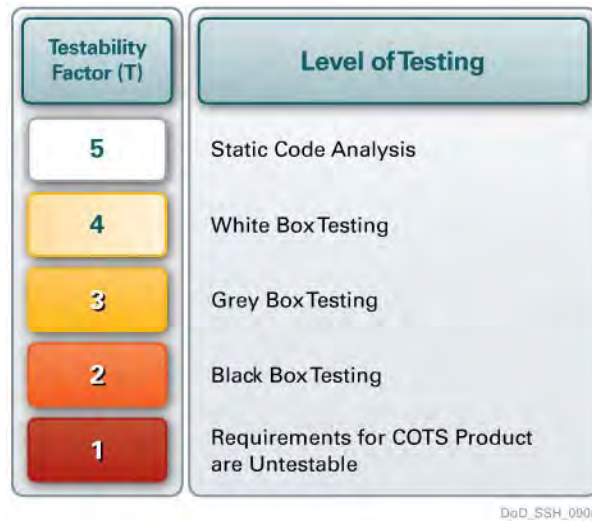 Testability
Factor (T)
Level of Testing
5
Static Code Analysis
4
White Box Testing
3
Grey Box Testing
2
Black Box Testing
1
Requirements for COTS Product
are Untestable